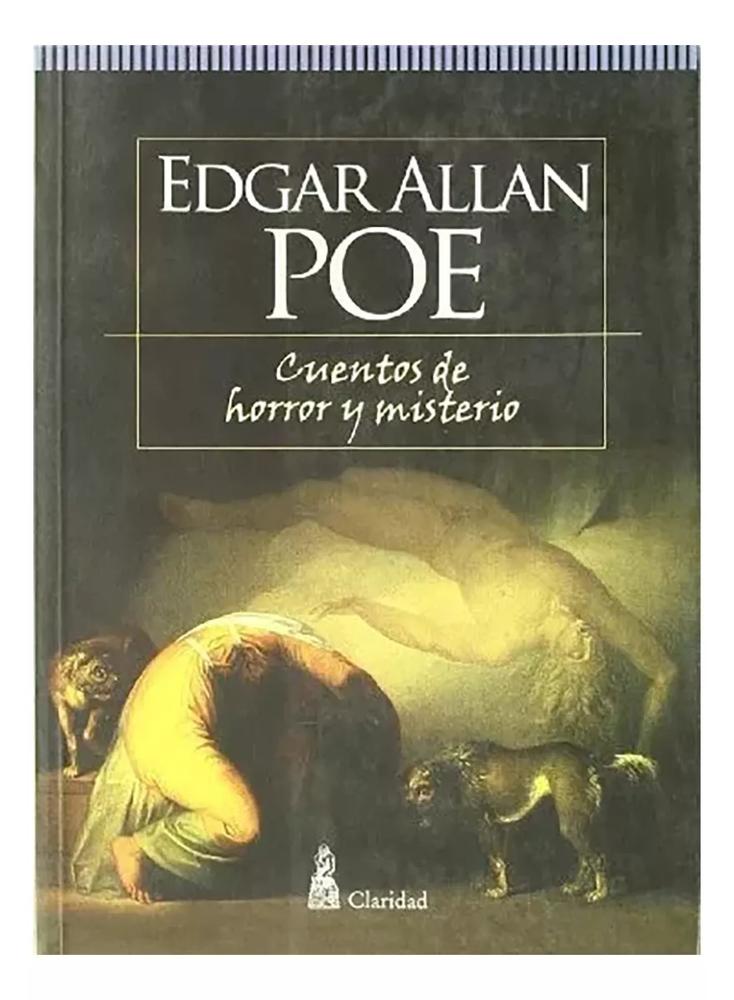 EDGAR ALLAN
POE
Cuentos de
horror y misterio
Claridad